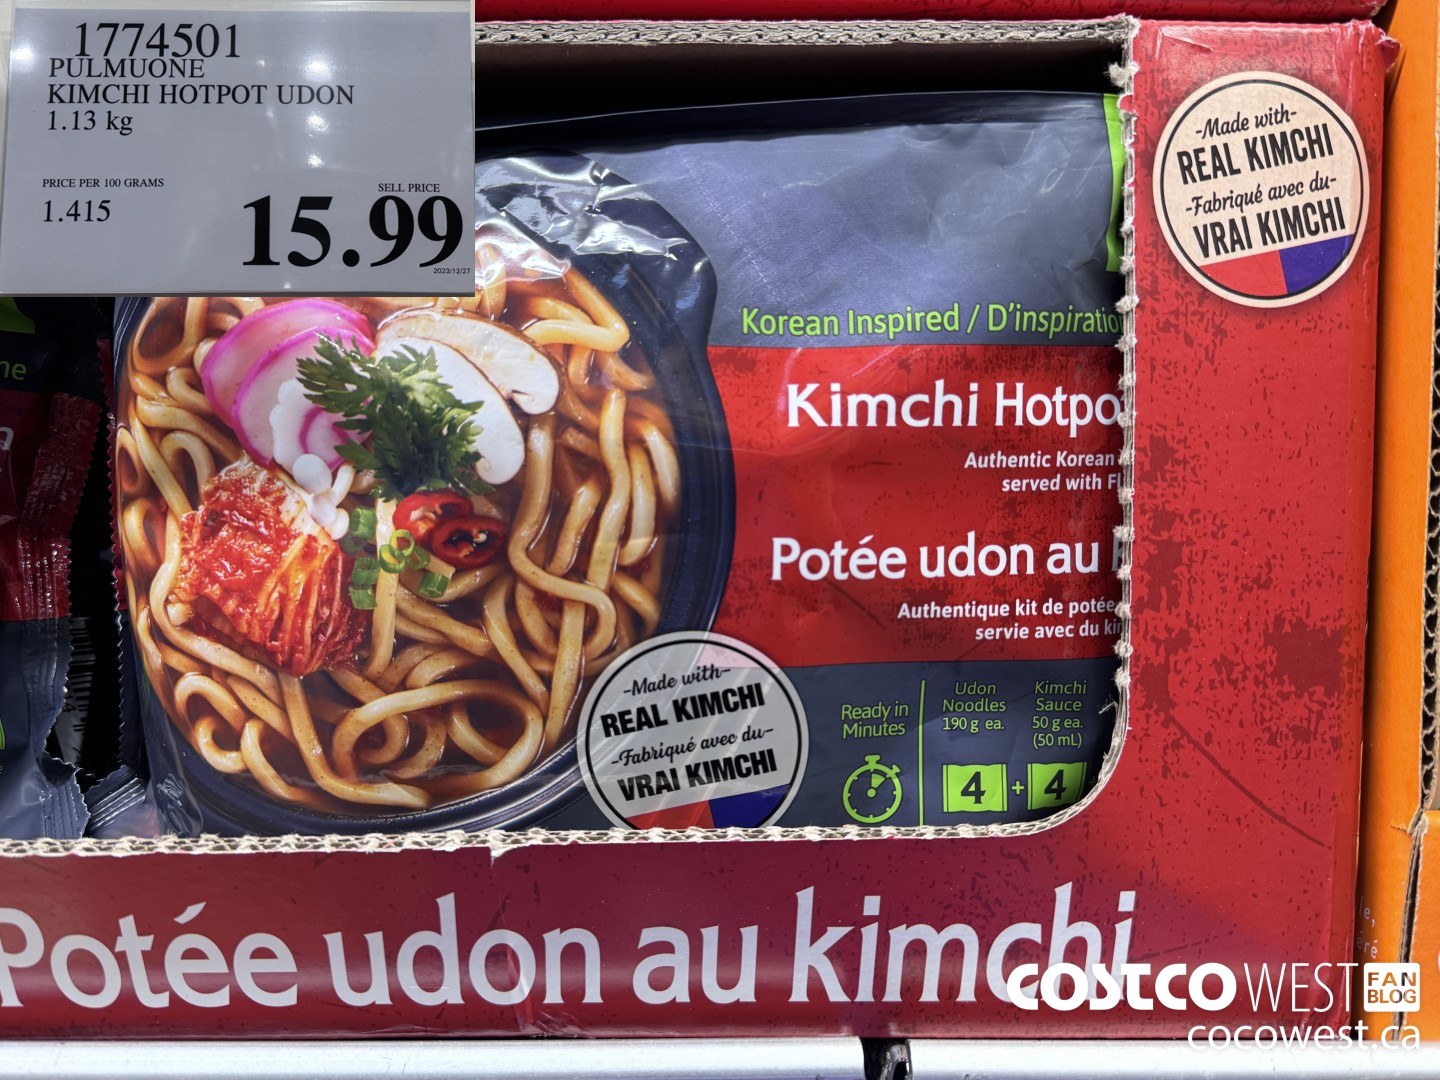 1774501
PULMUONE
KIMCHI HOTPOT UDON
1.13 kg
PRICE PER 100 GRAMS
1.415
SELL PRICE
15.99
2023/12/27
-Made with-
REAL KIMCHI
-Fabriqué avec du-
VRAI KIMCHI
Korean Inspired / D'inspiratio
Kimchi Hotpo
Authentic Korean
served with Fl
Potée udon au
Authentique kit de potée
servie avec du ki
-Made with-
REAL KIMCHI
-Fabriqué avec du-
VRAI KIMCHI
Ready in
Minutes
Udon
Noodles
190 g ea.
Kimchi
Sauce
50 g ea.
(50 mL)
4 + 4
Potée udon au kimchi
COSTCO WEST FAN BLOG
cocowest.ca